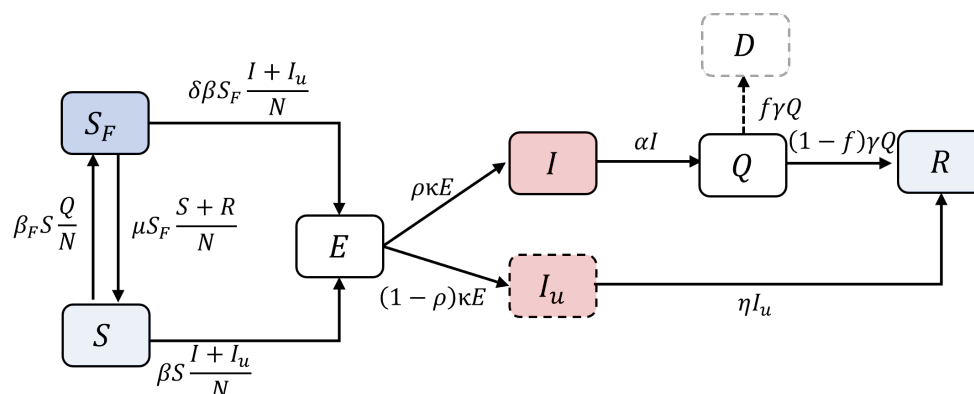 D
δβS_F (I + I_u)/N
S_F
fγQ
(1 − f)γQ
αI
I
Q
R
ρκE
β_F S Q/N
μS_F (S + R)/N
E
I_u
(1 − ρ)κE
ηI_u
S
βS (I + I_u)/N